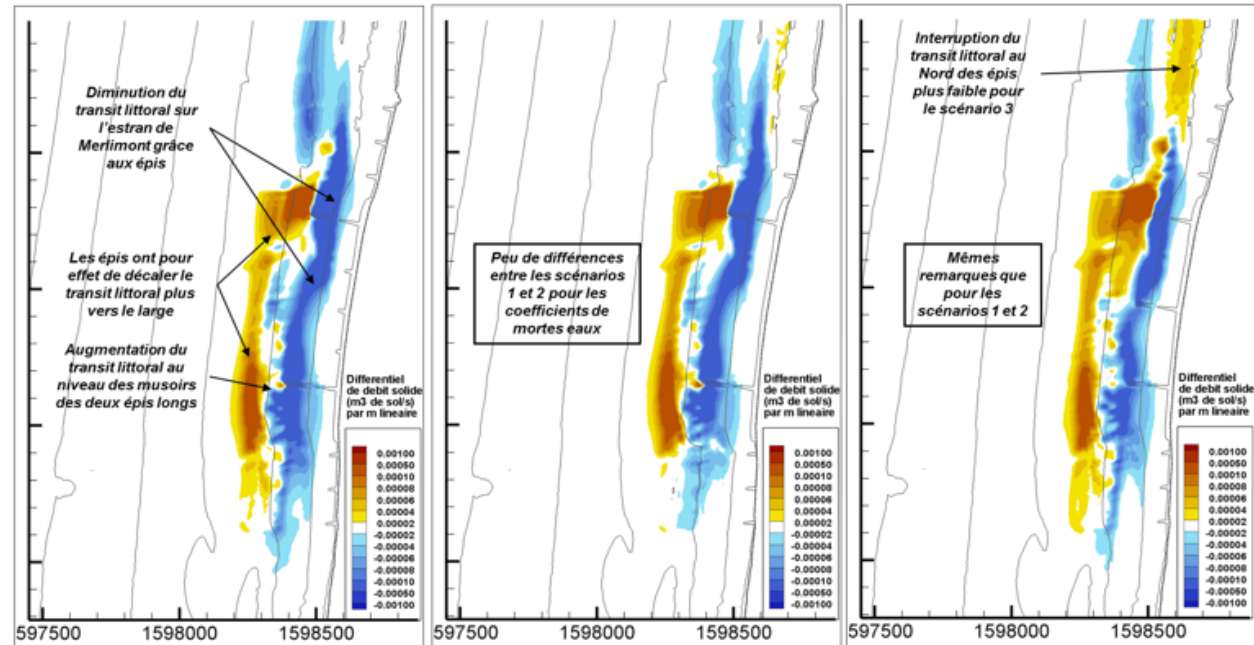 Diminution du
transit littoral sur
l'estran de
Merlimont grâce
aux épis
Les épis ont pour
effet de décaler le
transit littoral plus
vers le large
Augmentation du
transit littoral au
niveau des musoirs
des deux épis longs
Differentiel
de debit solide
(m3 de sol/s)
par m lineaire
0.00100
0.00050
0.00010
0.00008
0.00006
0.00004
0.00002
-0.00002
-0.00004
-0.00006
-0.00008
-0.00010
-0.00100
597500
1598000
1598500
Peu de différences
entre les scénarios
1 et 2 pour les
coefficients de
mortes eaux
Differentiel
de debit solide
(m3 de sol/s)
par m lineaire
0.00100
0.00050
0.00010
0.00008
0.00006
0.00004
0.00002
-0.00002
-0.00004
-0.00006
-0.00008
-0.00010
-0.00100
1597500
1598000
1598500
Interruption du
transit littoral au
Nord des épis
plus faible pour
le scénario 3
Mêmes
remarques que
pour les
scénarios 1 et 2
Differentiel
de debit solide
(m3 de sol/s)
par m lineaire
0.00100
0.00050
0.00010
0.00008
0.00006
0.00004
0.00002
-0.00002
-0.00004
-0.00006
-0.00008
-0.00010
-0.00100
1597500
1598000
1598500